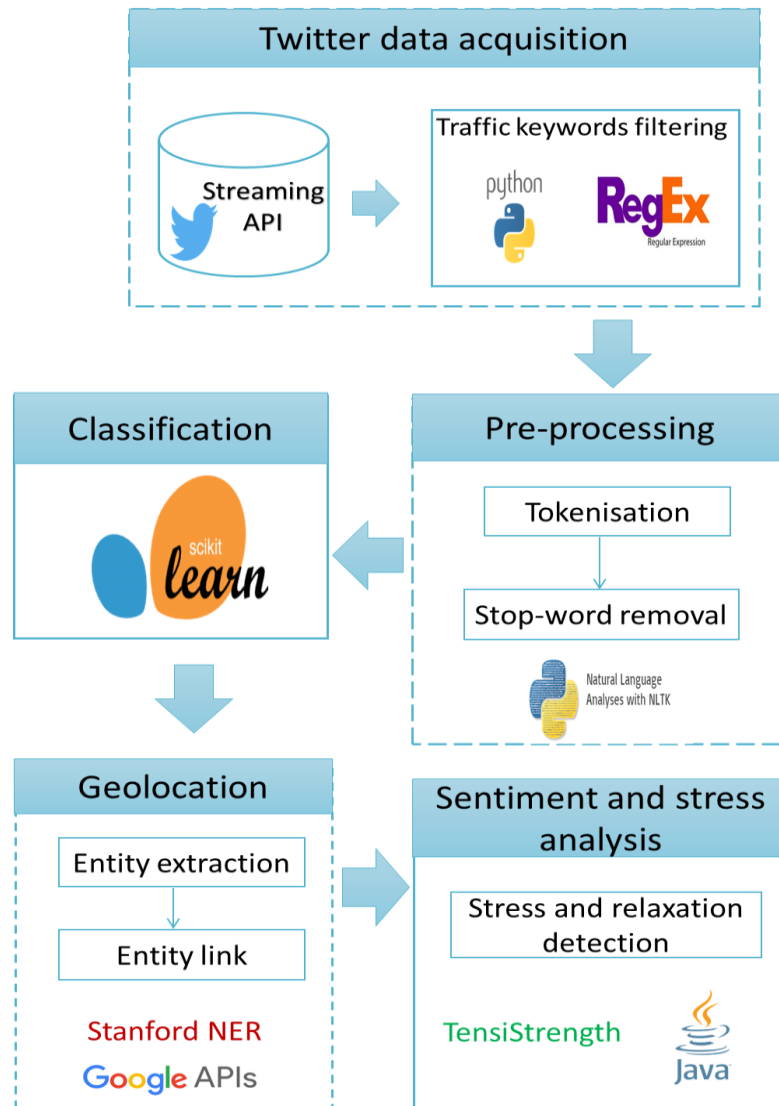 Twitter data acquisition
Streaming
API
Traffic keywords filtering
python
RegEx
Regular Expression
Pre-processing
Tokenisation
Stop-word removal
Natural Language
Analyses with NLTK
Classification
scikit
learn
Geolocation
Entity extraction
Entity link
Stanford NER
Google APIs
Sentiment and stress
analysis
Stress and relaxation
detection
TensiStrength
Java